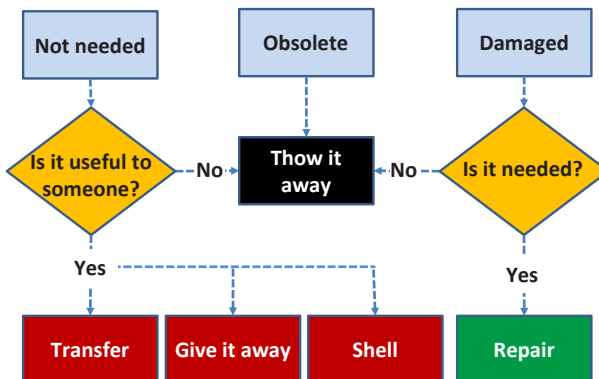 Not needed
Obsolete
Damaged
Is it useful to
someone?
No
Thow it
away
No
Is it needed?
Yes
Yes
Transfer
Give it away
Shell
Repair